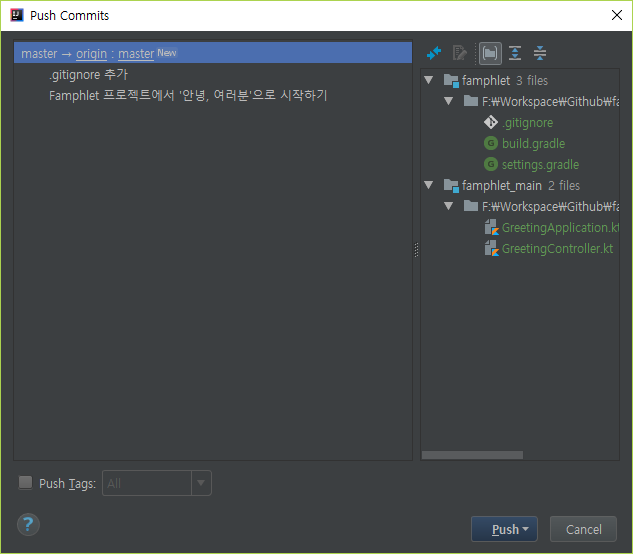 Push Commits
master → origin : master New
.gitignore 추가
Famphlet 프로젝트에서 '안녕, 여러분'으로 시작하기
famphlet 3 files
F:₩Workspace₩Github₩fa
.gitignore
build.gradle
settings.gradle
famphlet_main 2 files
F:₩Workspace₩Github₩fa
GreetingApplication.kt
GreetingController.kt
Push Tags: All
?
Push
Cancel